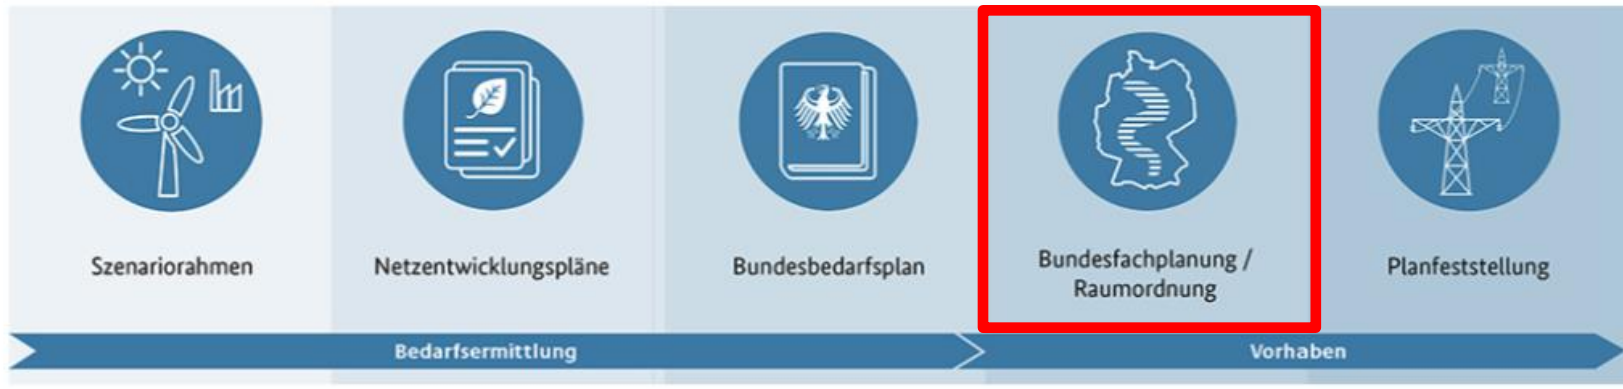 Szenariorahmen
Netzentwicklungspläne
Bundesbedarfsplan
Bundesfachplanung /
Raumordnung
Planfeststellung
Bedarfsermittlung
Vorhaben